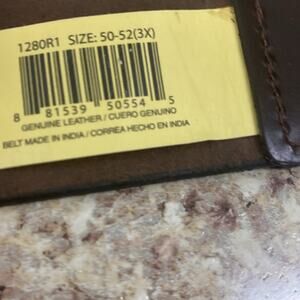 1280R1 SIZE: 50-52(3X)
8 81539 50554 5
GENUINE LEATHER / CUERO GENUINO
BELT MADE IN INDIA / CORREA HECHO EN INDIA